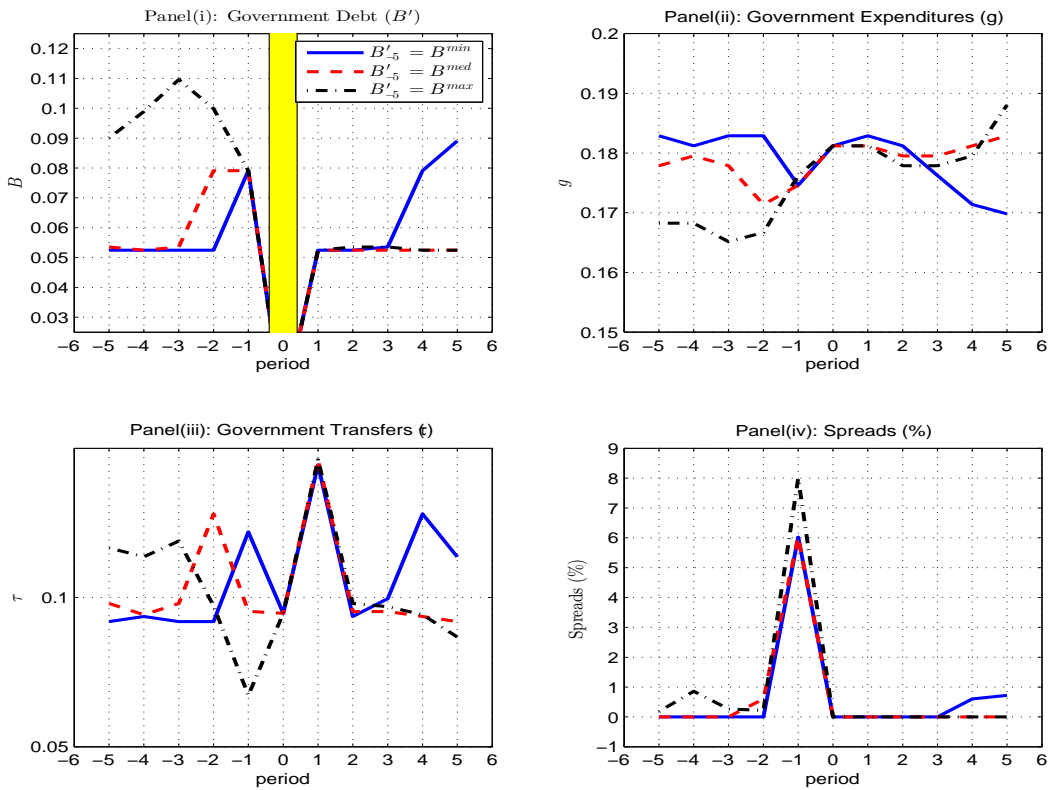 Panel(i): Government Debt (B′)
0.12
0.11
0.1
0.09
0.08
0.07
0.06
0.05
0.04
0.03
B
B′₋₅ = Bᵐⁱⁿ
B′₋₅ = Bᵐᵉᵈ
B′₋₅ = Bᵐᵃˣ
−6 −5 −4 −3 −2 −1 0 1 2 3 4 5 6
period
Panel(ii): Government Expenditures (g)
0.2
0.19
0.18
0.17
0.16
0.15
g
−6 −5 −4 −3 −2 −1 0 1 2 3 4 5 6
period
Panel(iii): Government Transfers (τ)
0.1
0.05
τ
−6 −5 −4 −3 −2 −1 0 1 2 3 4 5 6
period
Panel(iv): Spreads (%)
9
8
7
6
5
4
3
2
1
0
−1
Spreads (%)
−6 −5 −4 −3 −2 −1 0 1 2 3 4 5 6
period